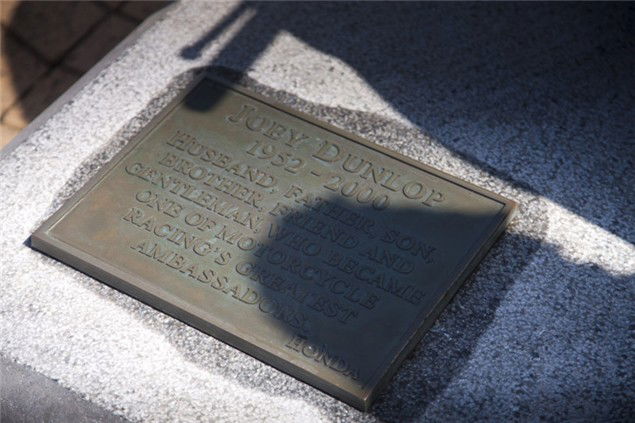 JOEY DUNLOP
1952 - 2000
HUSBAND, FATHER, SON,
BROTHER, FRIEND AND
GENTLEMAN WHO BECAME
ONE OF MOTORCYCLE
RACING'S GREATEST
AMBASSADORS.
HONDA